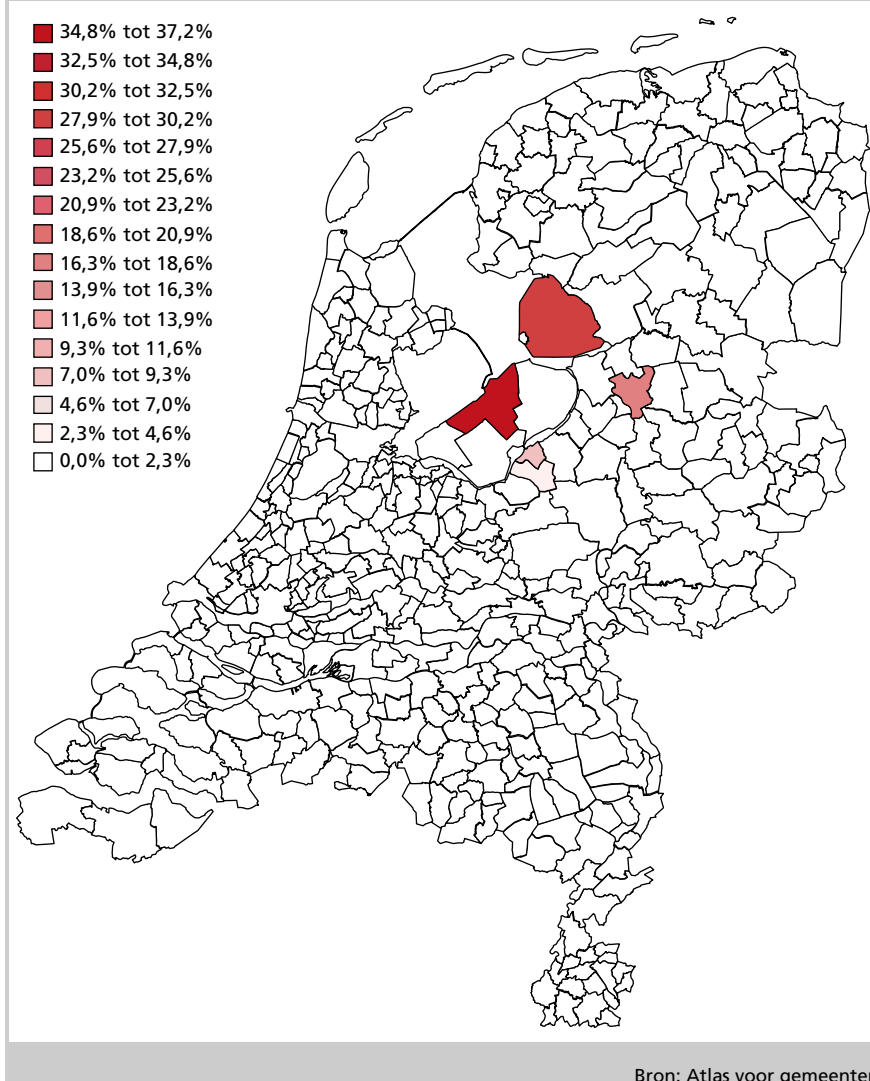 34,8% tot 37,2%
32,5% tot 34,8%
30,2% tot 32,5%
27,9% tot 30,2%
25,6% tot 27,9%
23,2% tot 25,6%
20,9% tot 23,2%
18,6% tot 20,9%
16,3% tot 18,6%
13,9% tot 16,3%
11,6% tot 13,9%
9,3% tot 11,6%
7,0% tot 9,3%
4,6% tot 7,0%
2,3% tot 4,6%
0,0% tot 2,3%
Bron: Atlas voor gemeenten